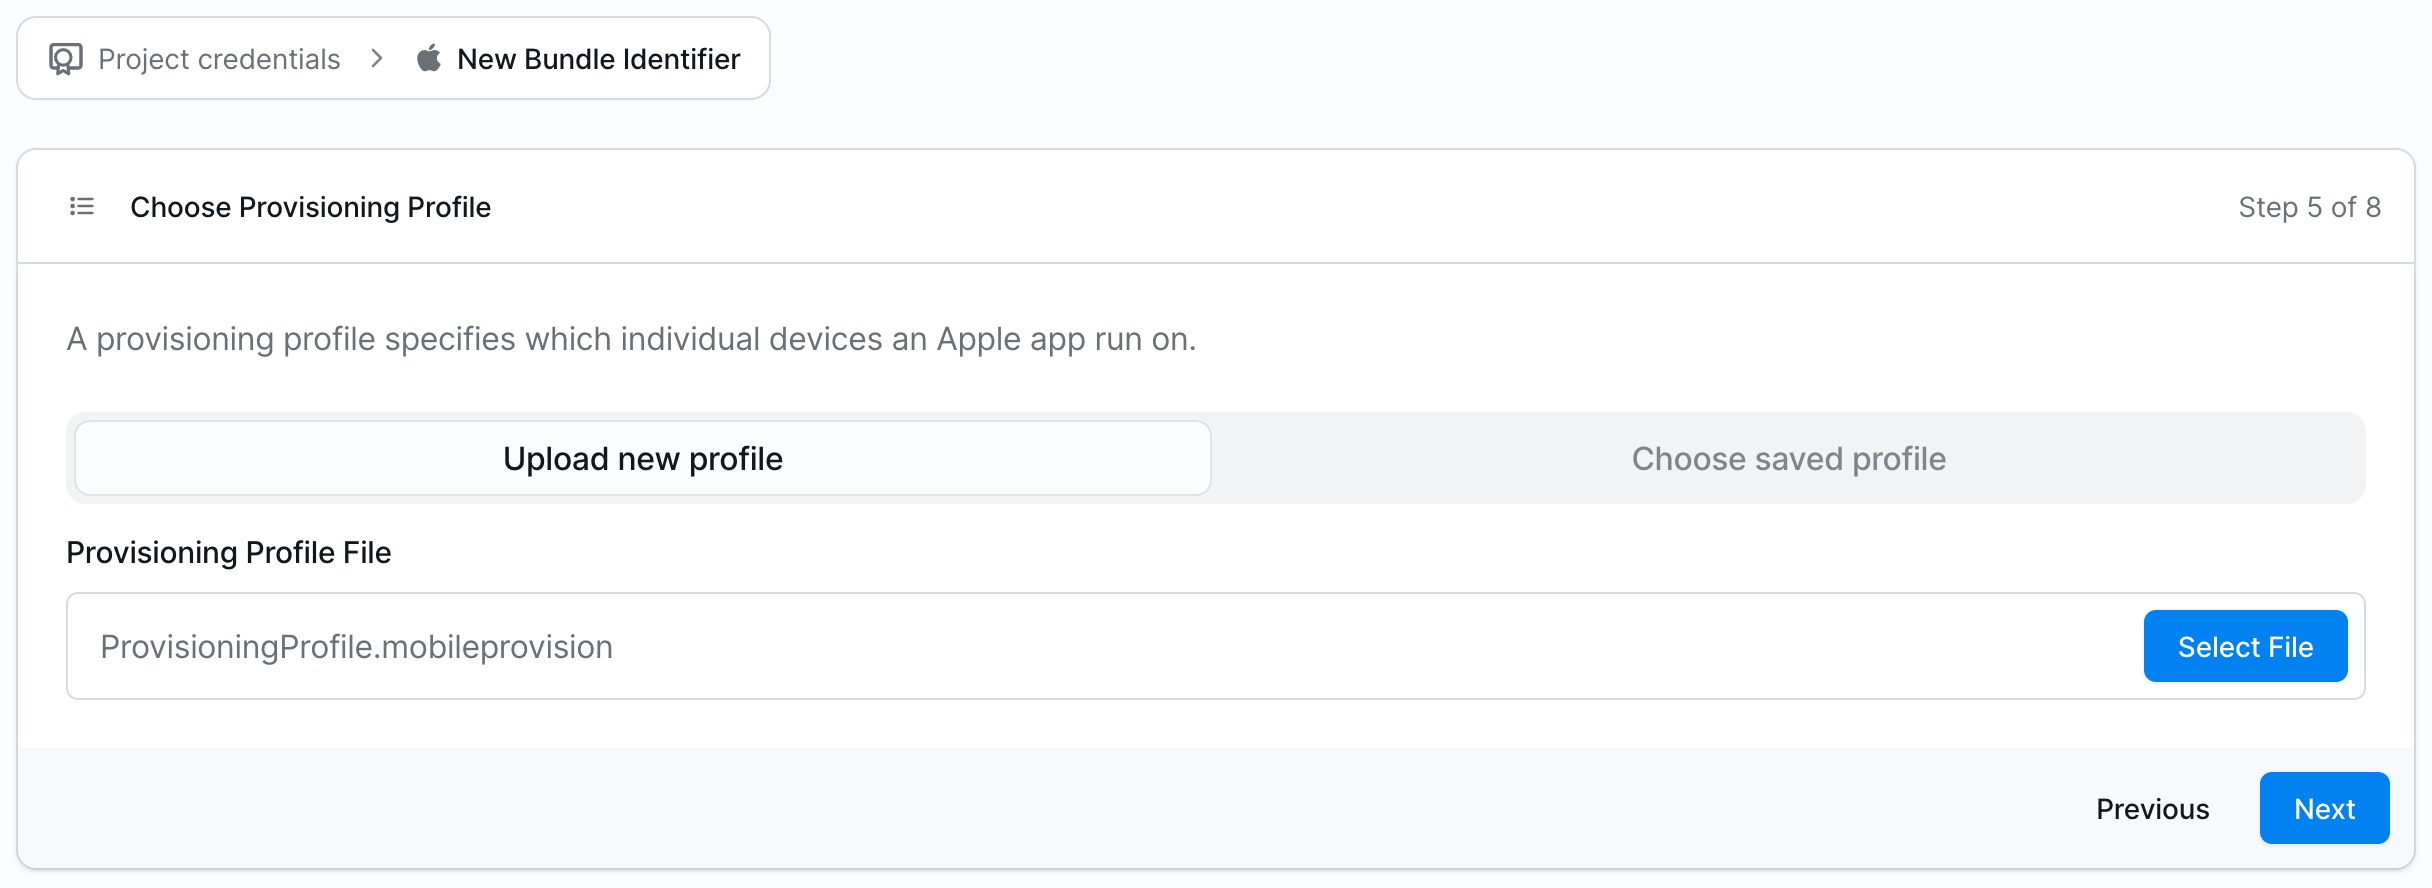 Project credentials > New Bundle Identifier
Choose Provisioning Profile
Step 5 of 8
A provisioning profile specifies which individual devices an Apple app run on.
Upload new profile
Choose saved profile
Provisioning Profile File
ProvisioningProfile.mobileprovision
Select File
Previous
Next